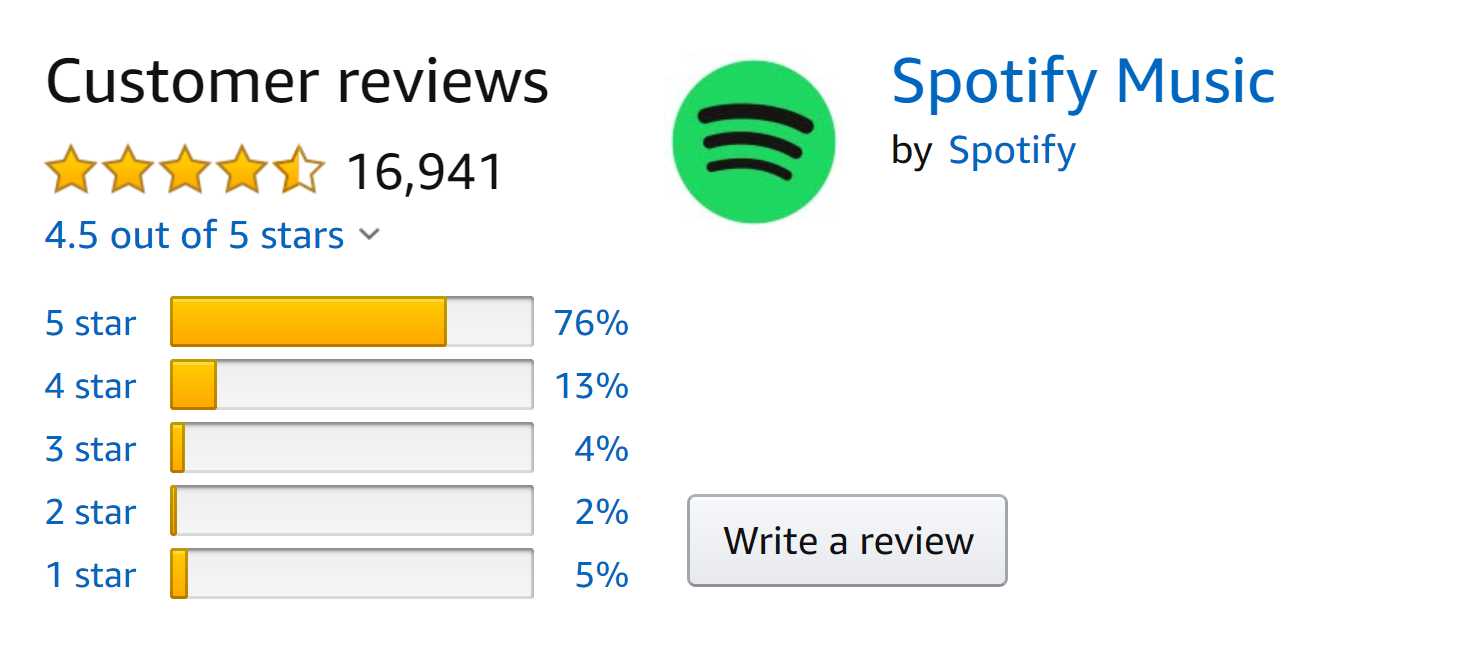 Customer reviews
16,941
4.5 out of 5 stars
5 star 76%
4 star 13%
3 star 4%
2 star 2%
1 star 5%
Spotify Music
by Spotify
Write a review